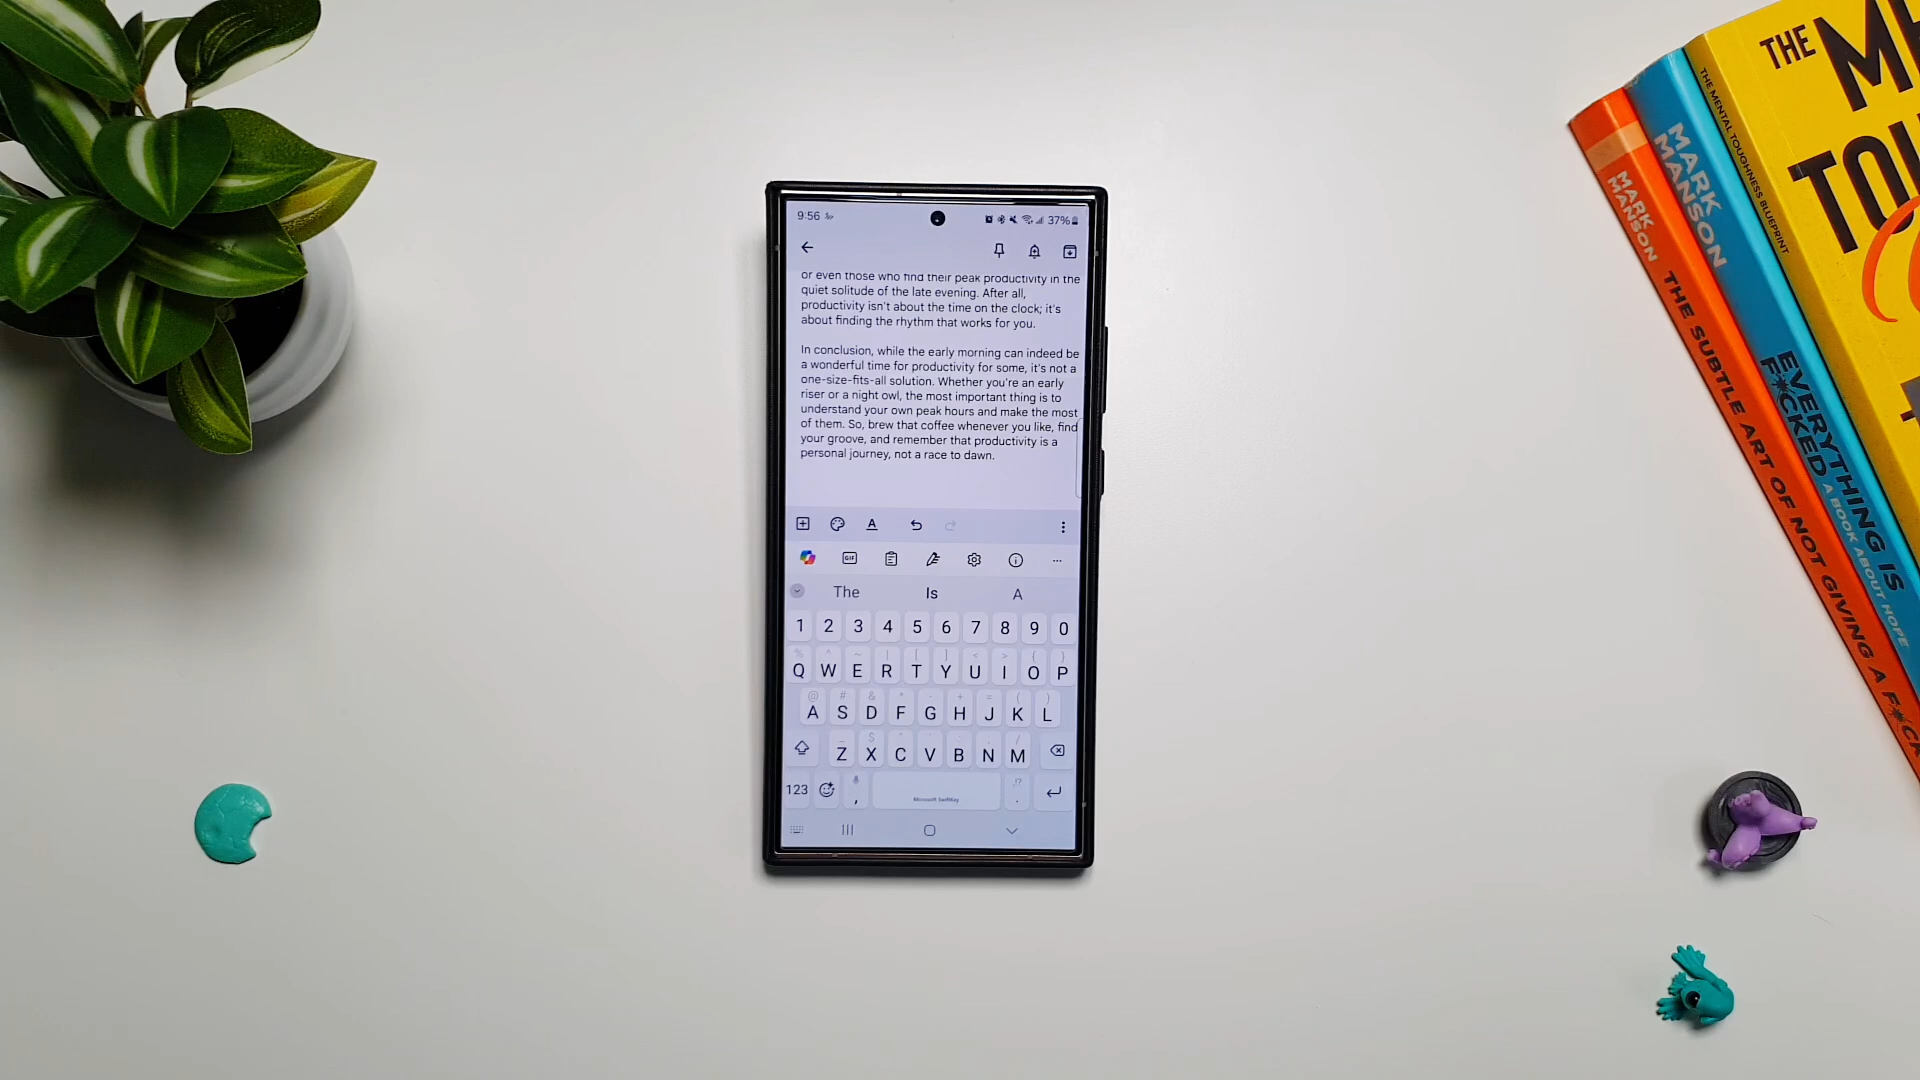 9:56
37%
or even those who find their peak productivity in the
quiet solitude of the late evening. After all,
productivity isn't about the time on the clock; it's
about finding the rhythm that works for you.
In conclusion, while the early morning can indeed be
a wonderful time for productivity for some, it's not a
one-size-fits-all solution. Whether you're an early
riser or a night owl, the most important thing is to
understand your own peak hours and make the most
of them. So, brew that coffee whenever you like, find
your groove, and remember that productivity is a
personal journey, not a race to dawn.
A
GIF
The Is A
1 2 3 4 5 6 7 8 9 0
Q W E R T Y U I O P
@ # &
A S D F G H J K L
Z X C V B N M
123 , .
Microsoft SwiftKey
MARK MANSON THE SUBTLE ART OF NOT GIVING A F*CK
MARK MANSON EVERYTHING IS F*CKED A BOOK ABOUT HOPE
THE MENTAL TOUGHNESS BLUEPRINT
THE